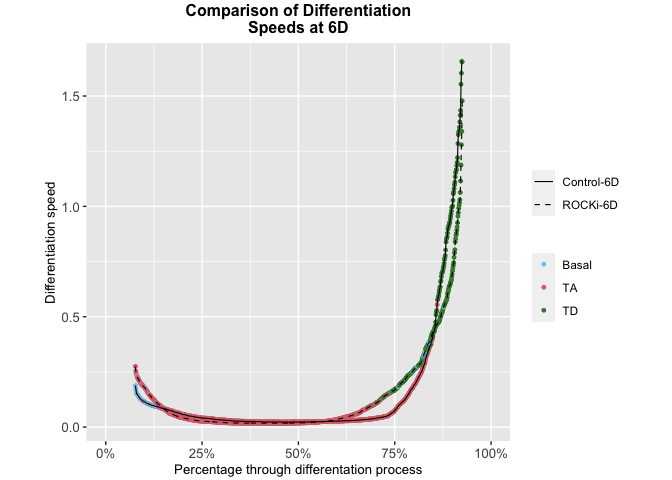 Comparison of Differentiation
Speeds at 6D
Differentiation speed
1.5
1.0
0.5
0.0
0%
25%
50%
75%
100%
Percentage through differentation process
Control-6D
ROCKi-6D
Basal
TA
TD